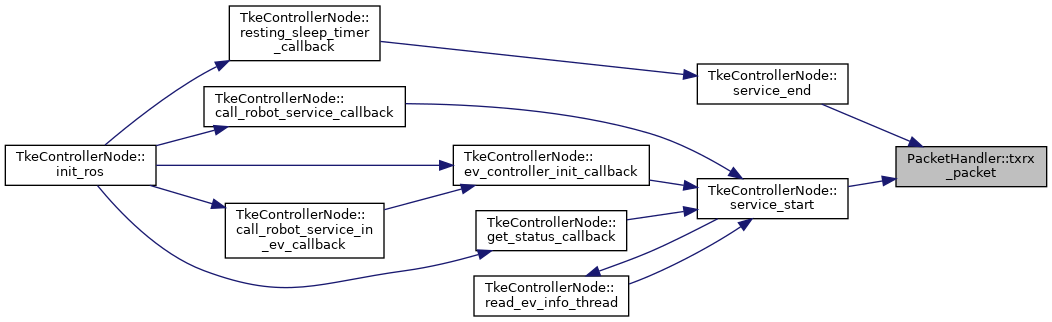 TkeControllerNode::
resting_sleep_timer
_callback
TkeControllerNode::
service_end
TkeControllerNode::
call_robot_service_callback
TkeControllerNode::
init_ros
TkeControllerNode::
ev_controller_init_callback
PacketHandler::txrx
_packet
TkeControllerNode::
service_start
TkeControllerNode::
call_robot_service_in
_ev_callback
TkeControllerNode::
get_status_callback
TkeControllerNode::
read_ev_info_thread